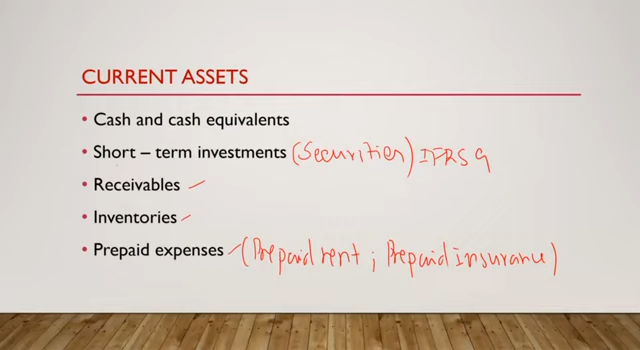 CURRENT ASSETS
• Cash and cash equivalents
• Short – term investments (Securities) IFRS 9
• Receivables
• Inventories
• Prepaid expenses (Prepaid rent ; Prepaid insurance)